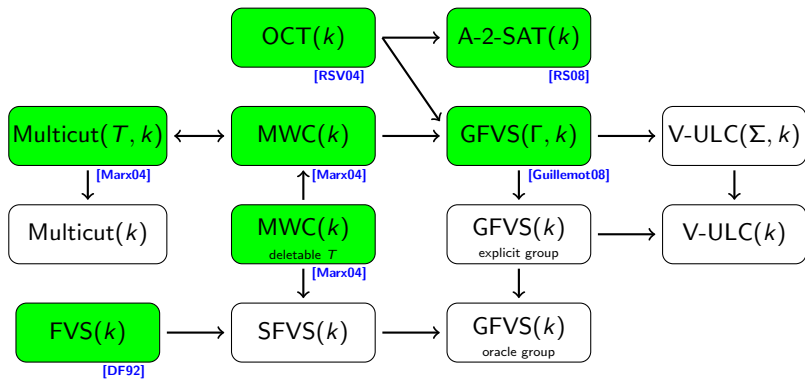 OCT(k) A-2-SAT(k)
[RSV04] [RS08]
Multicut(T, k) MWC(k) GFVS(Γ, k) V-ULC(Σ, k)
[Marx04] [Marx04] [Guillemot08]
Multicut(k) MWC(k) GFVS(k) V-ULC(k)
deletable T explicit group
[Marx04]
FVS(k) SFVS(k) GFVS(k)
oracle group
[DF92]